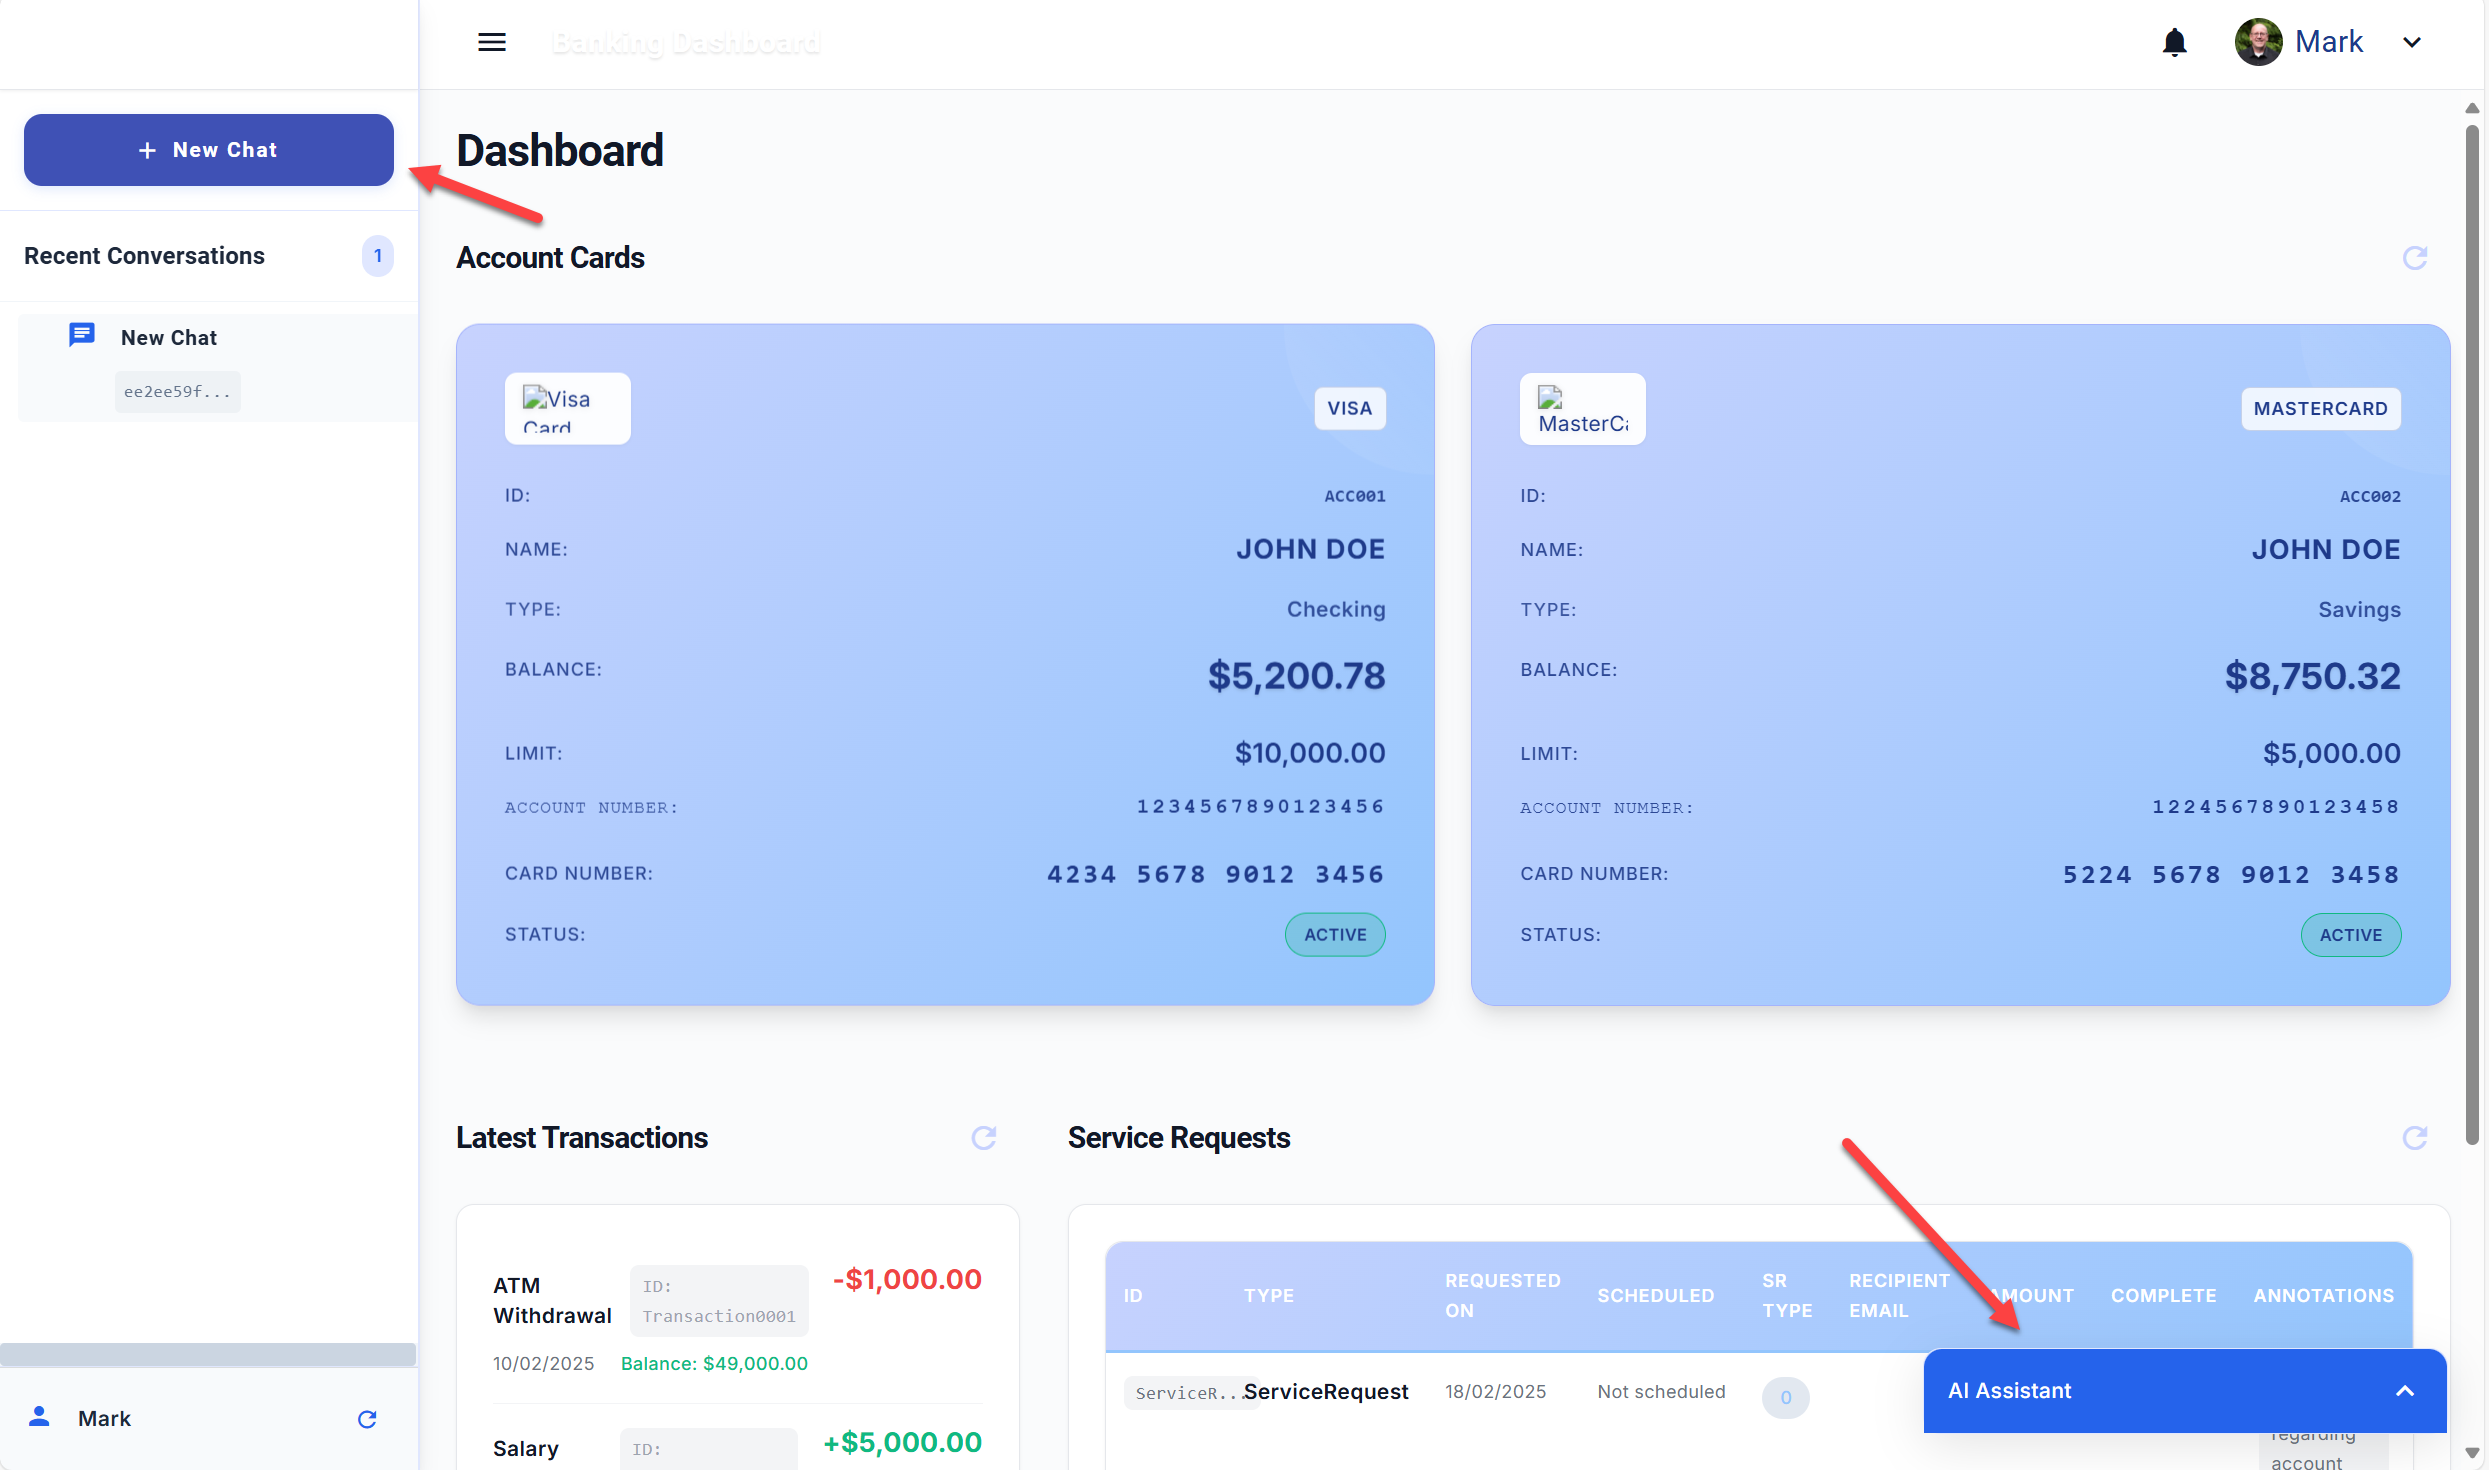 Banking Dashboard
Mark
+ New Chat
Recent Conversations 1
New Chat
ee2ee59f...
Mark
Dashboard
Account Cards
Visa
Card
VISA
ID: ACC001
NAME: JOHN DOE
TYPE: Checking
BALANCE: $5,200.78
LIMIT: $10,000.00
ACCOUNT NUMBER: 1234567890123456
CARD NUMBER: 4234 5678 9012 3456
STATUS: ACTIVE
MasterCa
MASTERCARD
ID: ACC002
NAME: JOHN DOE
TYPE: Savings
BALANCE: $8,750.32
LIMIT: $5,000.00
ACCOUNT NUMBER: 1224567890123458
CARD NUMBER: 5224 5678 9012 3458
STATUS: ACTIVE
Latest Transactions
ATM
Withdrawal
ID:
Transaction0001
-$1,000.00
10/02/2025 Balance: $49,000.00
Salary
ID:
+$5,000.00
Service Requests
ID
TYPE
REQUESTED
ON
SCHEDULED
SR
TYPE
RECIPIENT
EMAIL
AMOUNT
COMPLETE
ANNOTATIONS
ServiceR... ServiceRequest 18/02/2025 Not scheduled 0
AI Assistant
regarding
account